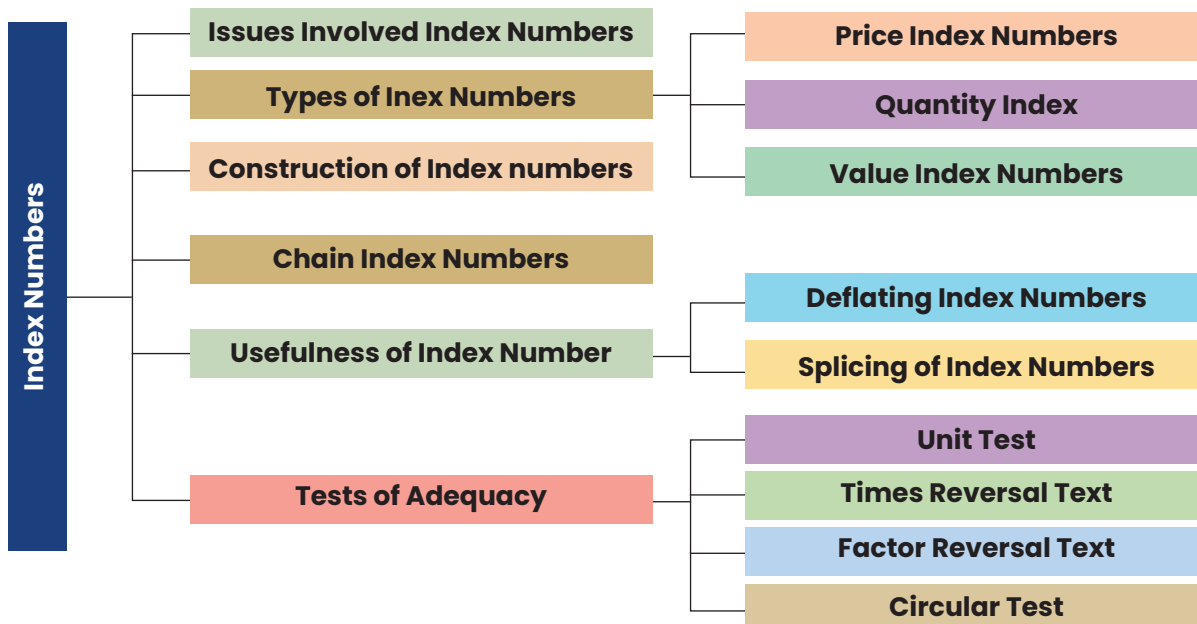 Index Numbers
Issues Involved Index Numbers
Types of Inex Numbers
Price Index Numbers
Quantity Index
Value Index Numbers
Construction of Index numbers
Chain Index Numbers
Usefulness of Index Number
Deflating Index Numbers
Splicing of Index Numbers
Tests of Adequacy
Unit Test
Times Reversal Text
Factor Reversal Text
Circular Test